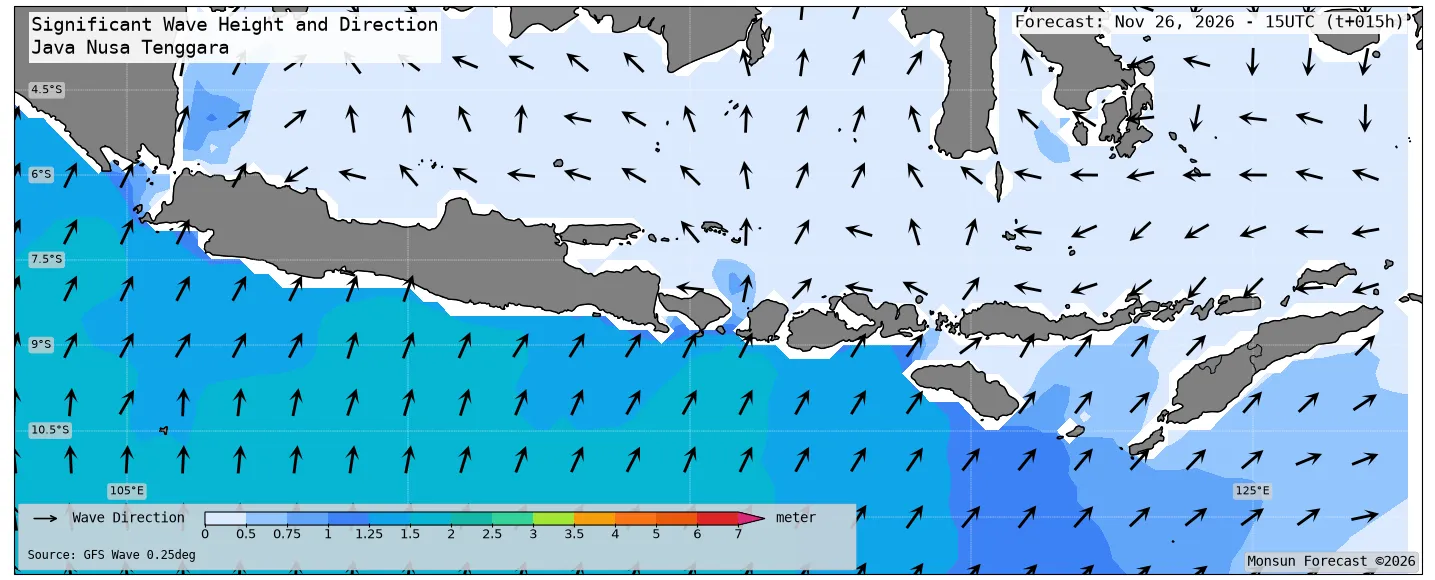 Significant Wave Height and Direction
Java Nusa Tenggara
Forecast: Nov 26, 2026 - 15UTC (t+015h)
4.5°S
6°S
7.5°S
9°S
10.5°S
105°E
125°E
Wave Direction
meter
0 0.5 0.75 1 1.25 1.5 2 2.5 3 3.5 4 5 6 7
Source: GFS Wave 0.25deg
Monsun Forecast ©2026